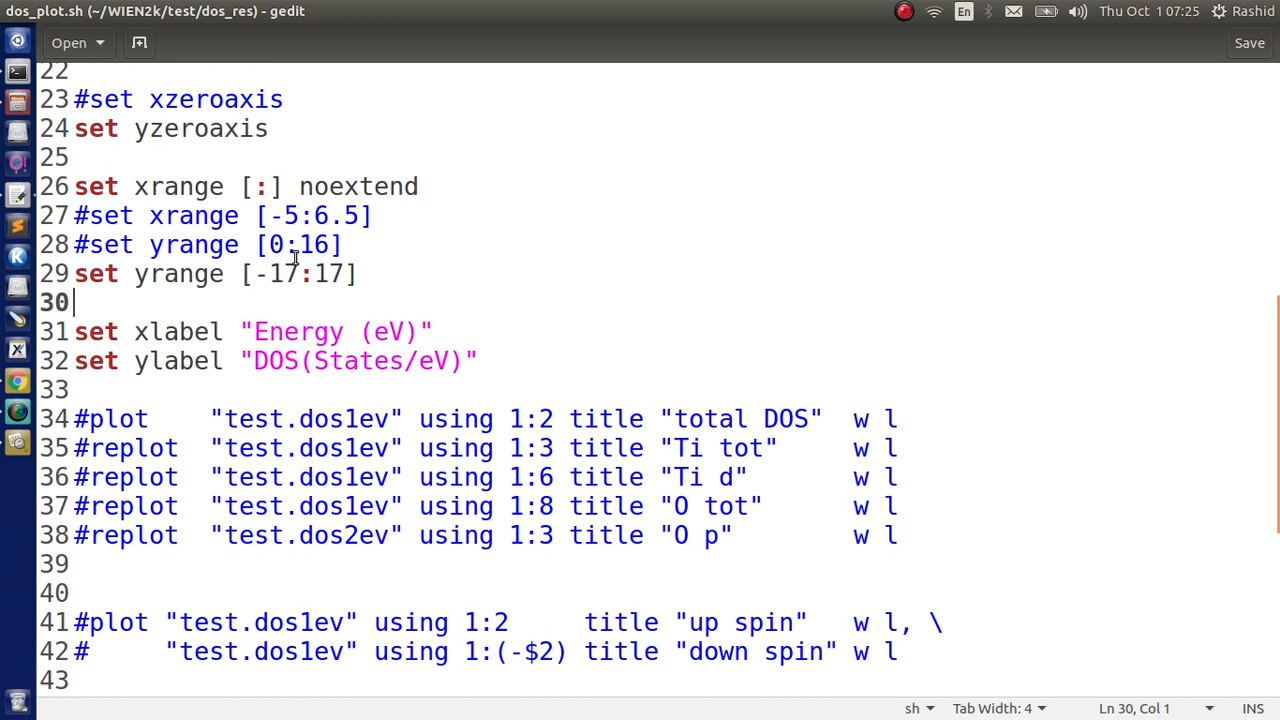 dos_plot.sh (~/WIEN2k/test/dos_res) - gedit
En
Thu Oct 1 07:25
Rashid
Open
Save
22
23 #set xzeroaxis
24 set yzeroaxis
25
26 set xrange [:] noextend
27 #set xrange [-5:6.5]
28 #set yrange [0:16]
29 set yrange [-17:17]
30
31 set xlabel "Energy (eV)"
32 set ylabel "DOS(States/eV)"
33
34 #plot    "test.dos1ev" using 1:2 title "total DOS"  w l
35 #replot  "test.dos1ev" using 1:3 title "Ti tot"     w l
36 #replot  "test.dos1ev" using 1:6 title "Ti d"       w l
37 #replot  "test.dos1ev" using 1:8 title "O tot"      w l
38 #replot  "test.dos2ev" using 1:3 title "O p"        w l
39
40
41 #plot "test.dos1ev" using 1:2     title "up spin"   w l, \
42 #     "test.dos1ev" using 1:(-$2) title "down spin" w l
43
sh
Tab Width: 4
Ln 30, Col 1
INS